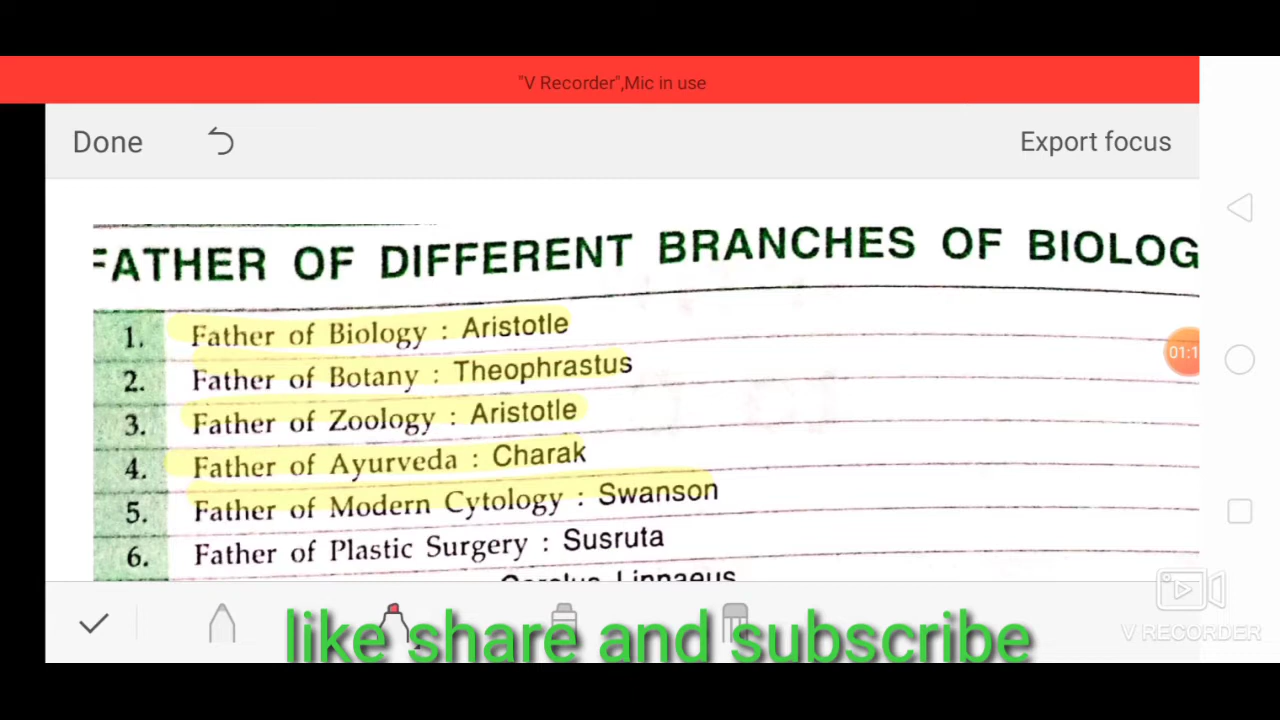 "V Recorder",Mic in use
Done
Export focus
FATHER OF DIFFERENT BRANCHES OF BIOLOG
1. Father of Biology : Aristotle
2. Father of Botany : Theophrastus
3. Father of Zoology : Aristotle
01:1
4. Father of Ayurveda : Charak
5. Father of Modern Cytology : Swanson
6. Father of Plastic Surgery : Susruta
Carolus Linnaeus
like share and subscribe
V RECORDER